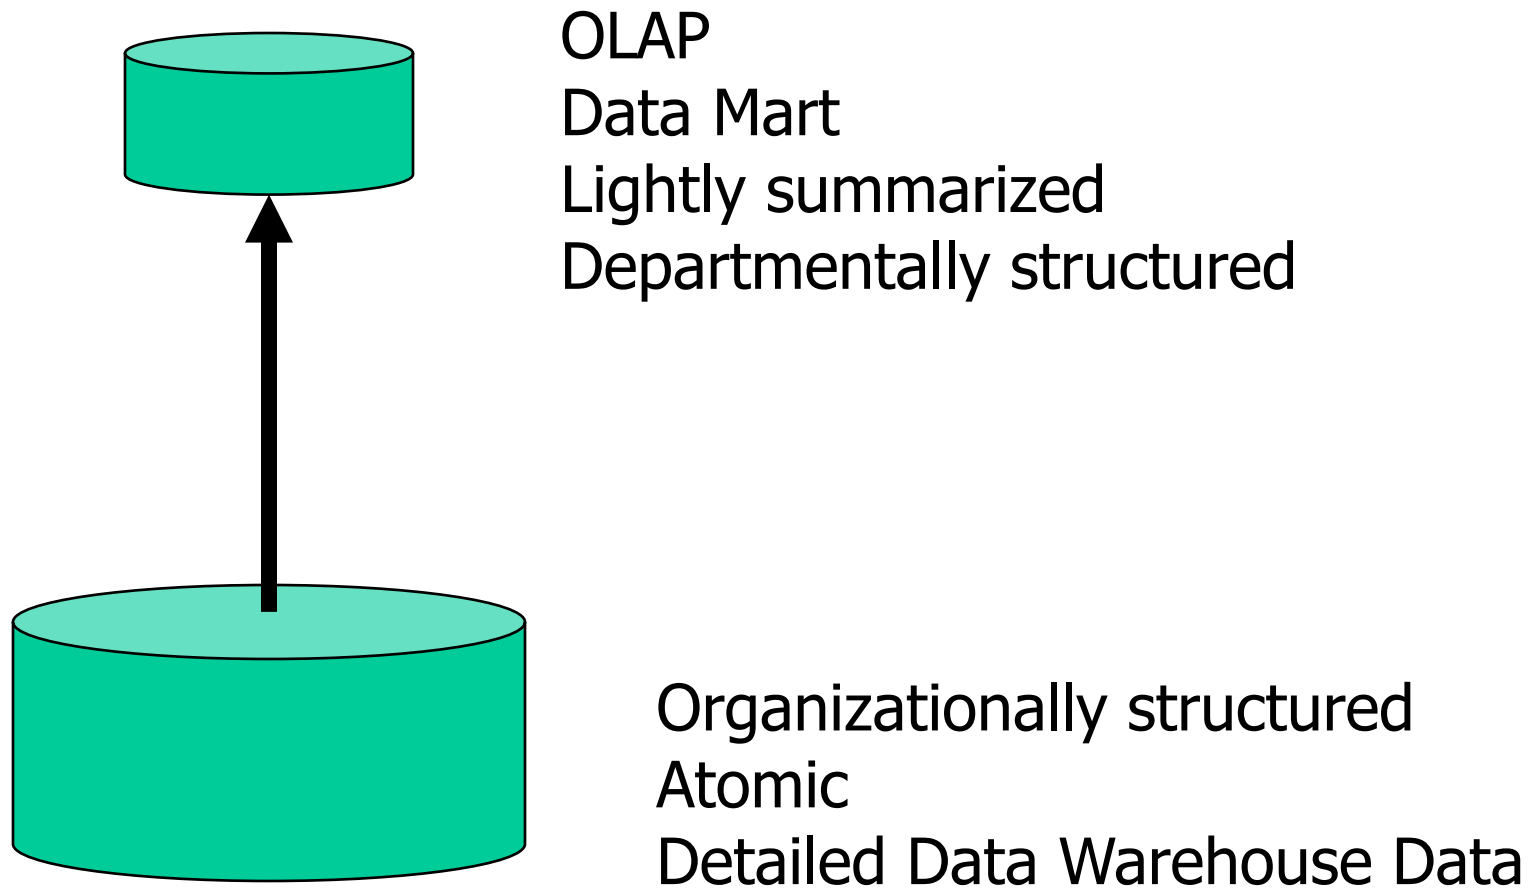 OLAP
Data Mart
Lightly summarized
Departmentally structured
Organizationally structured
Atomic
Detailed Data Warehouse Data